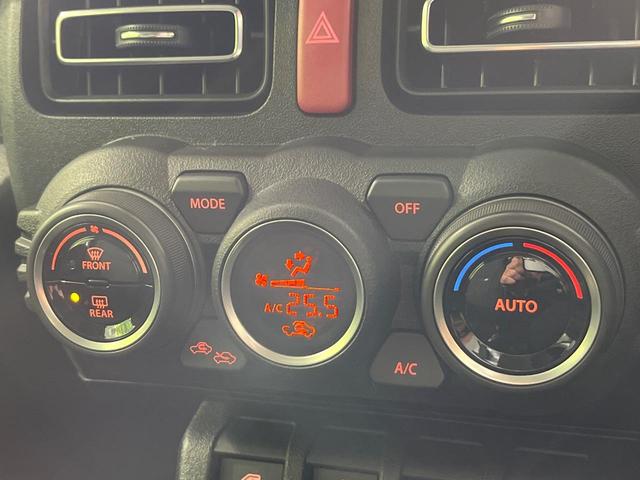 MODE
OFF
FRONT
REAR
A/C 25.5
AUTO
A/C